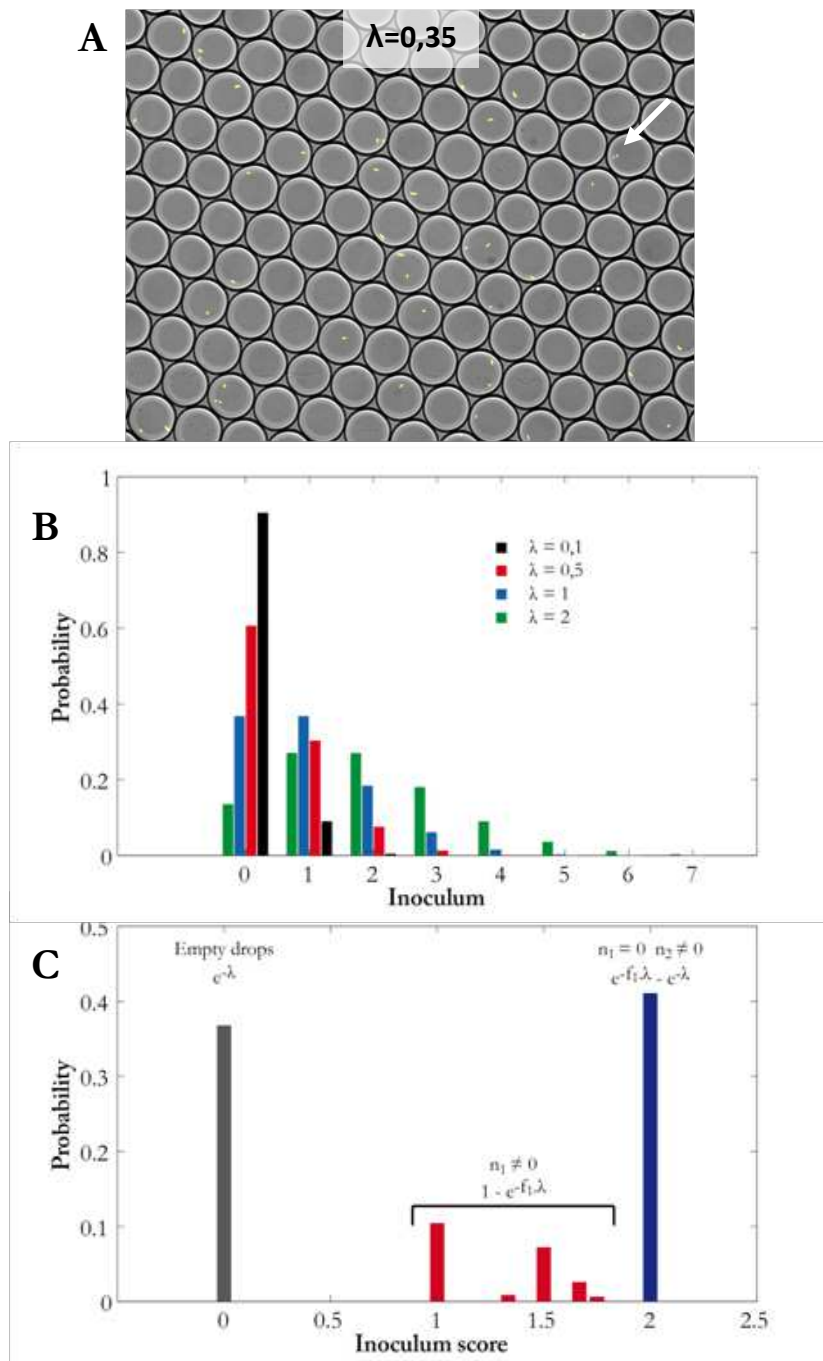 A
λ=0,35
B
Probability
1
0.8
0.6
0.4
0.2
0
λ = 0,1
λ = 0,5
λ = 1
λ = 2
0 1 2 3 4 5 6 7
Inoculum
C
Probability
0.5
0.4
0.3
0.2
0.1
0
Empty drops
e-λ
n1 ≠ 0
1 - e-f1.λ
n1 = 0 n2 ≠ 0
e-f1.λ - e-λ
0 0.5 1 1.5 2 2.5
Inoculum score